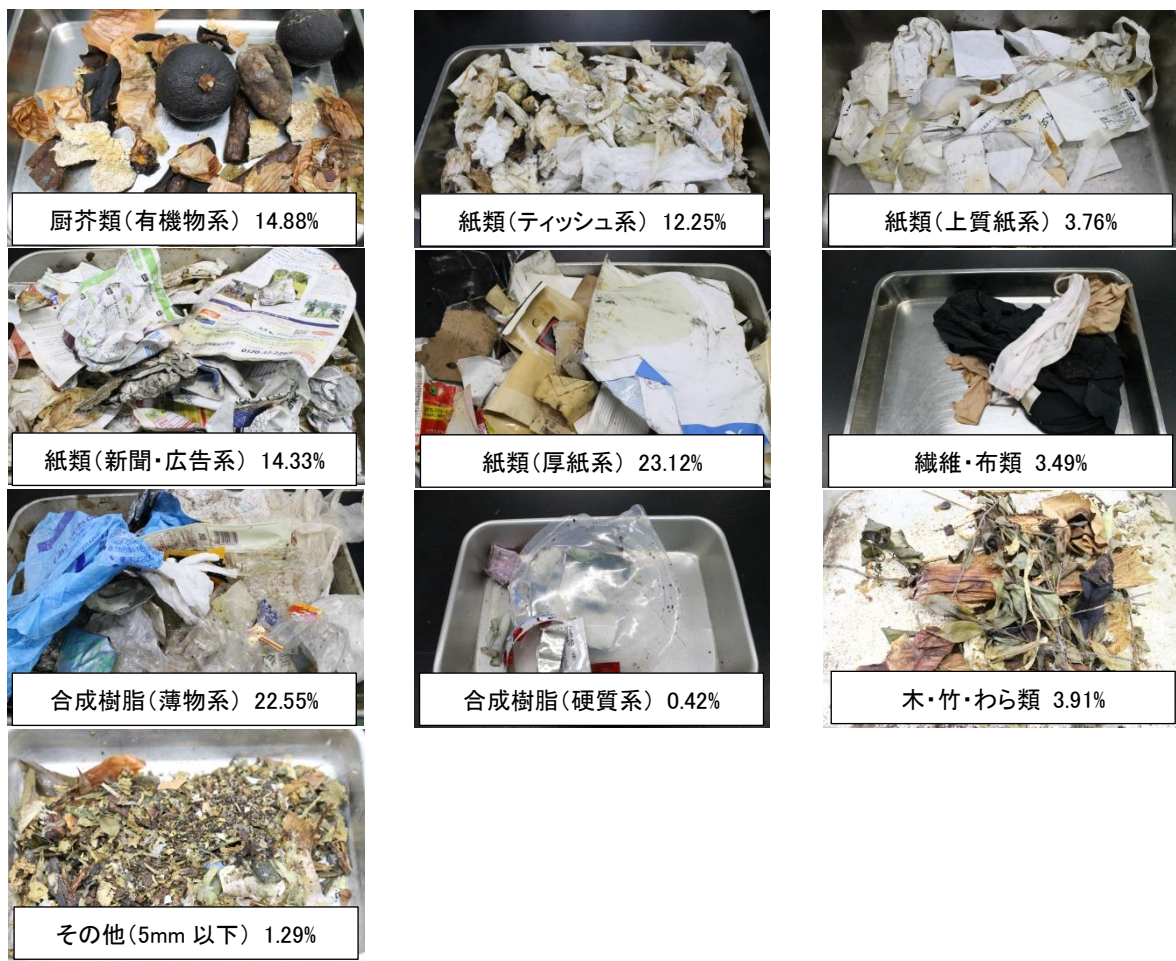 厨芥類(有機物系) 14.88%
紙類(ティッシュ系) 12.25%
紙類(上質紙系) 3.76%
紙類(新聞・広告系) 14.33%
紙類(厚紙系) 23.12%
繊維・布類 3.49%
合成樹脂(薄物系) 22.55%
合成樹脂(硬質系) 0.42%
木・竹・わら類 3.91%
その他(5mm 以下) 1.29%